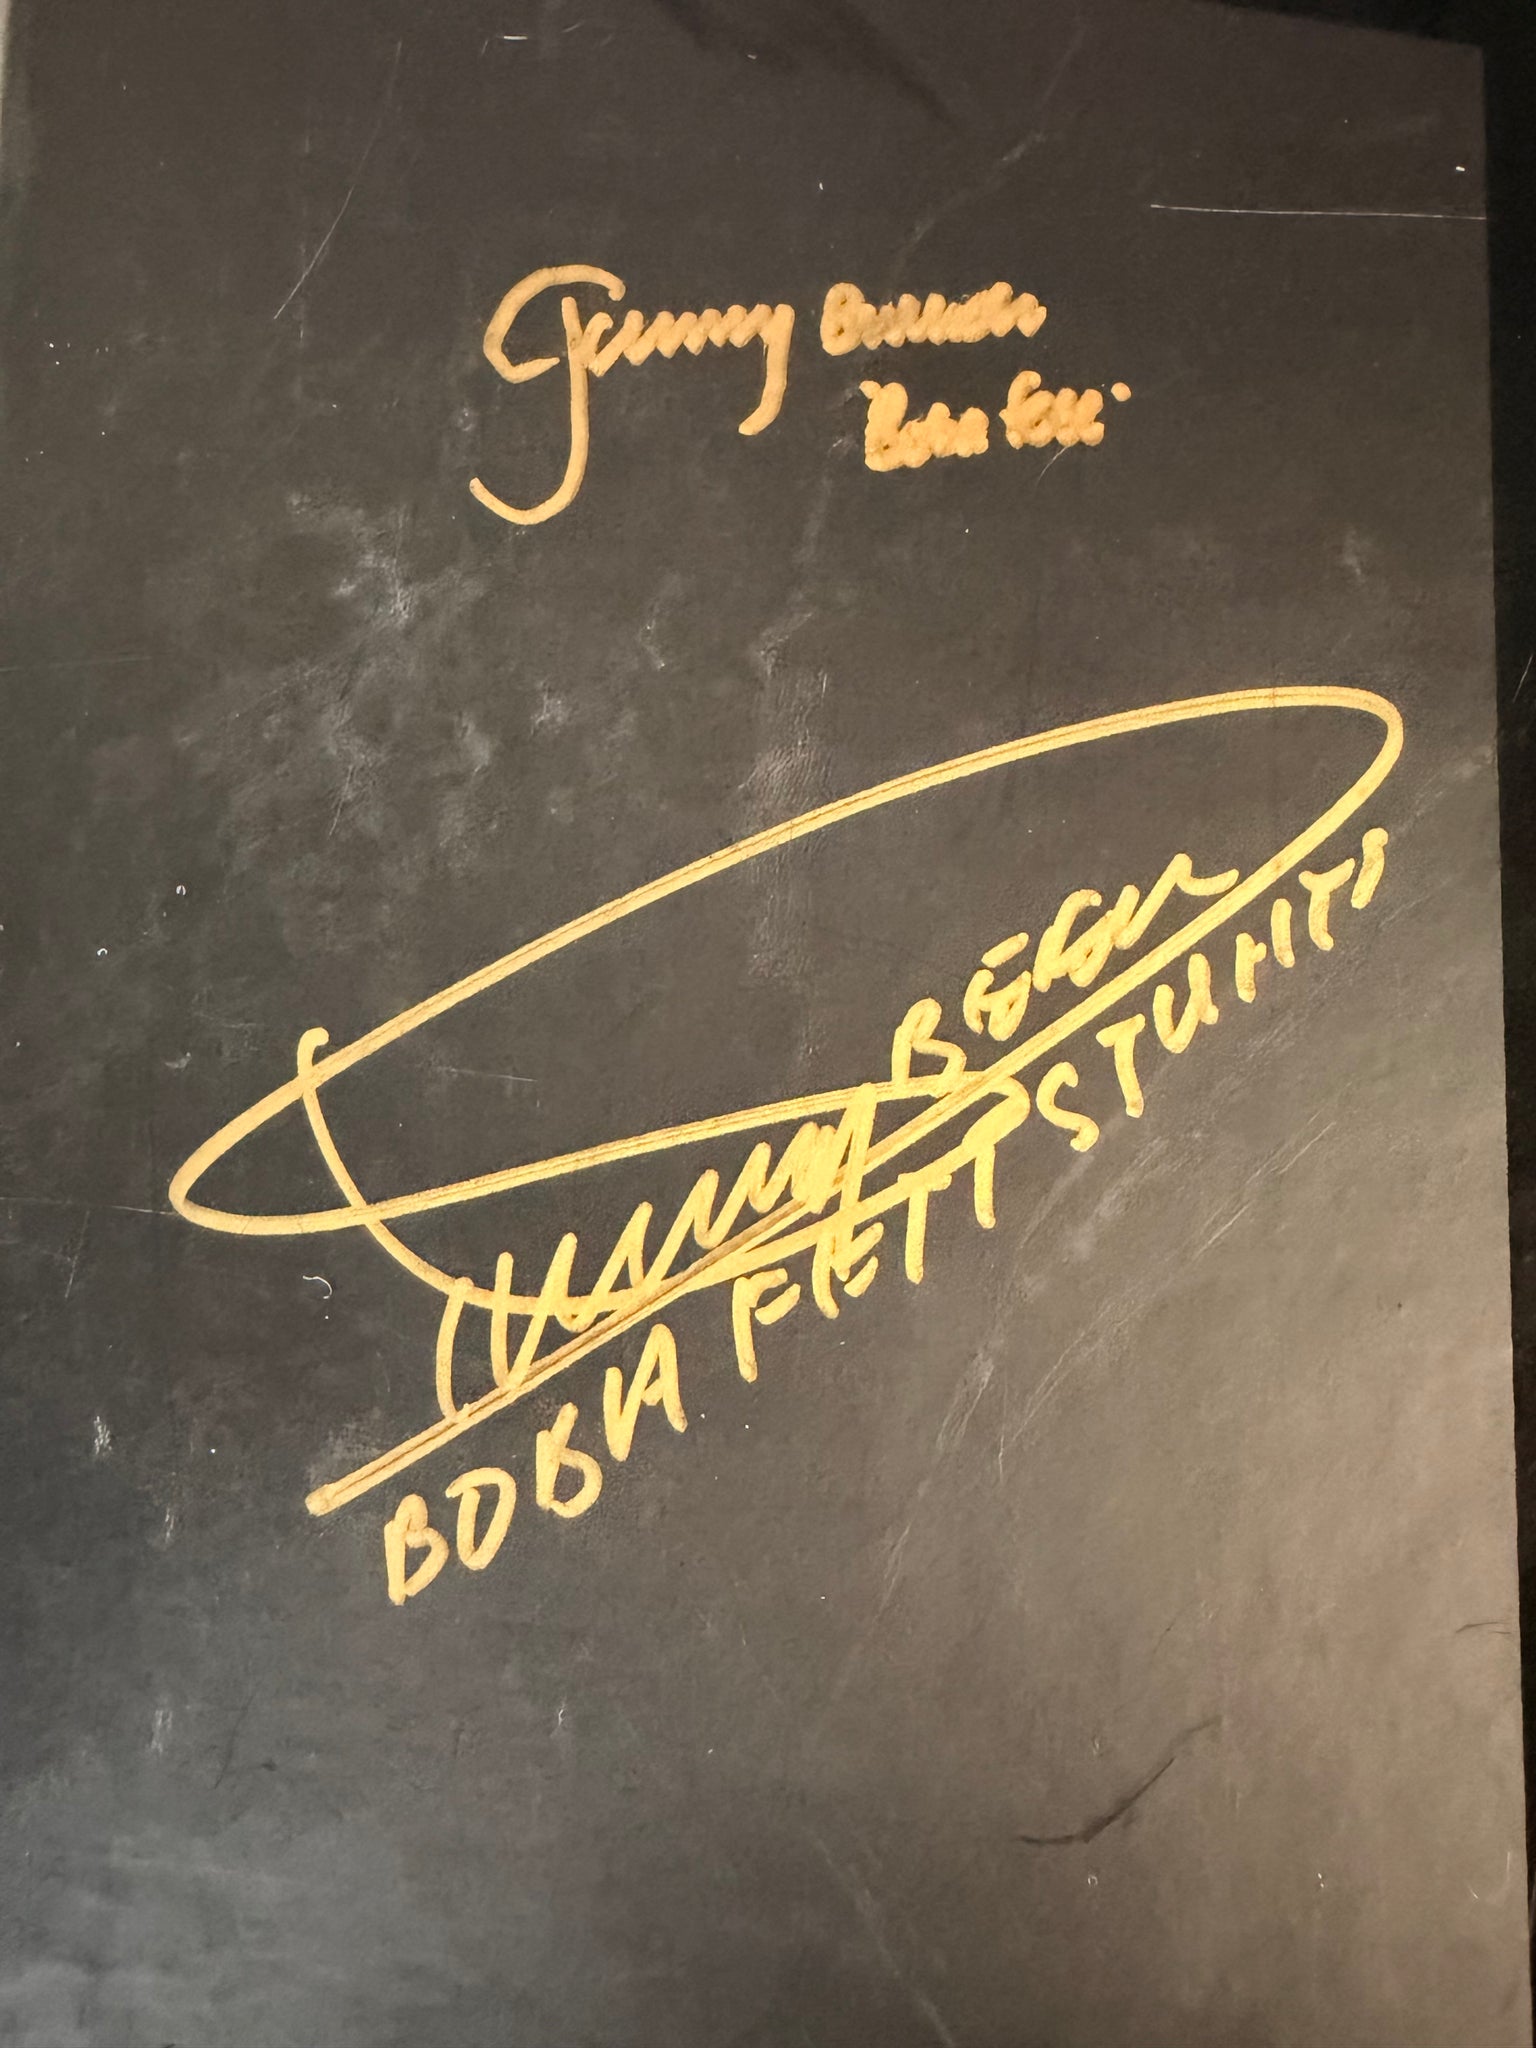 Jeremy Bulloch
"Boba Fett"
BOBA FETT STUNTS